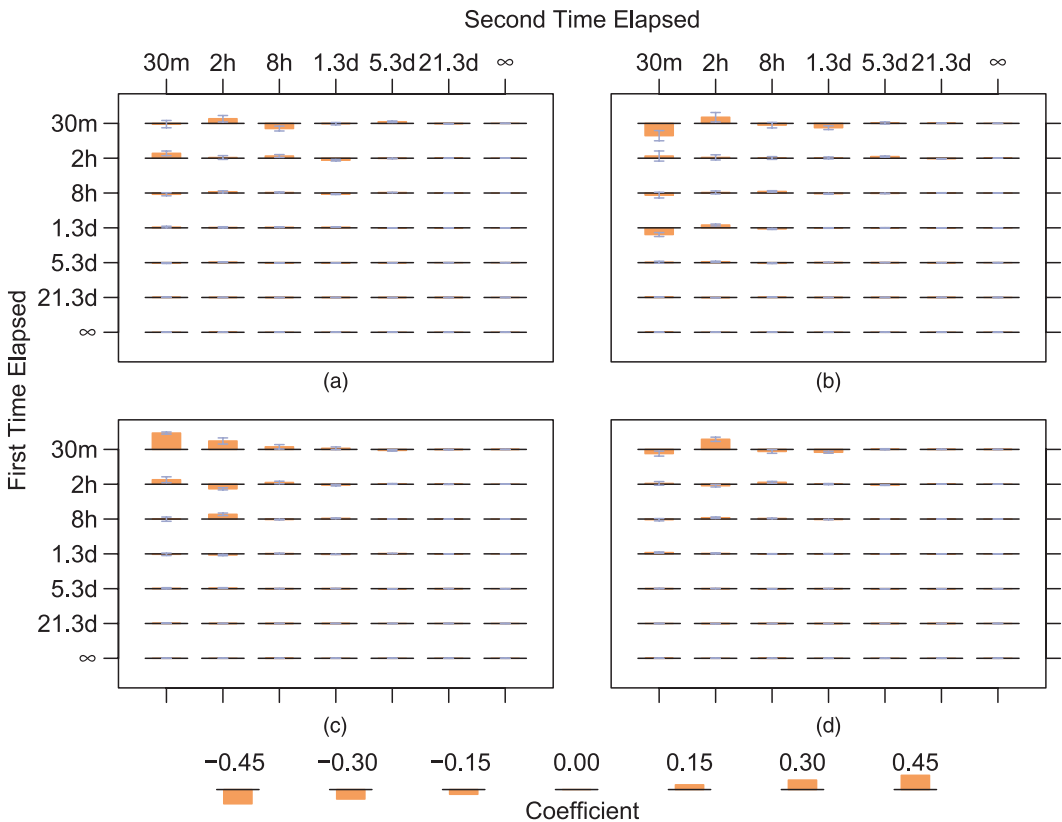 Second Time Elapsed
30m 2h 8h 1.3d 5.3d 21.3d ∞ 30m 2h 8h 1.3d 5.3d 21.3d ∞
First Time Elapsed
30m
2h
8h
1.3d
5.3d
21.3d
∞
(a) (b)
30m
2h
8h
1.3d
5.3d
21.3d
∞
(c) (d)
−0.45 −0.30 −0.15 0.00 0.15 0.30 0.45
Coefficient